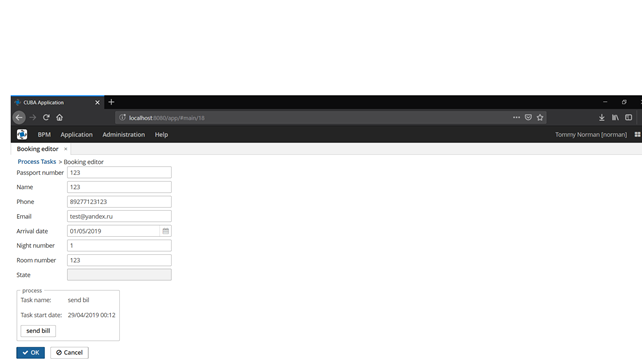 CUBA Application
localhost:8080/app/#main/18
BPM Application Administration Help
Tommy Norman [norman]
Booking editor
Process Tasks > Booking editor
Passport number 123
Name 123
Phone 89277123123
Email test@yandex.ru
Arrival date 01/05/2019
Night number 1
Room number 123
State
process
Task name: send bil
Task start date: 29/04/2019 00:12
send bill
OK Cancel